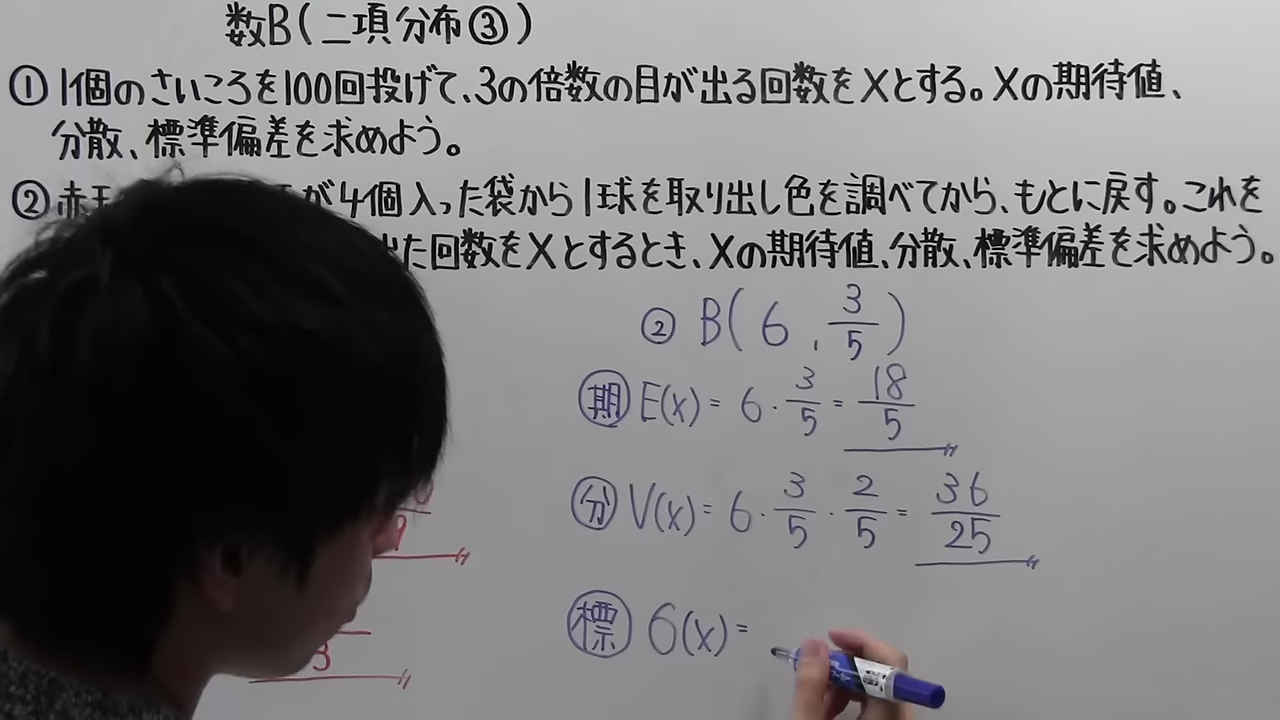 数B(二項分布③)
① 1個のさいころを100回投げて、3の倍数の目が出る回数をXとする。Xの期待値、
分散、標準偏差を求めよう。
② 赤玉 が4個入った袋から1球を取り出し色を調べてから、もとに戻す。これを
出た回数をXとするとき、Xの期待値、分散、標準偏差を求めよう。
② B(6, 3/5)
期 E(x) = 6・3/5 = 18/5
分 V(x) = 6・3/5・2/5 = 36/25
標 σ(x) =
3